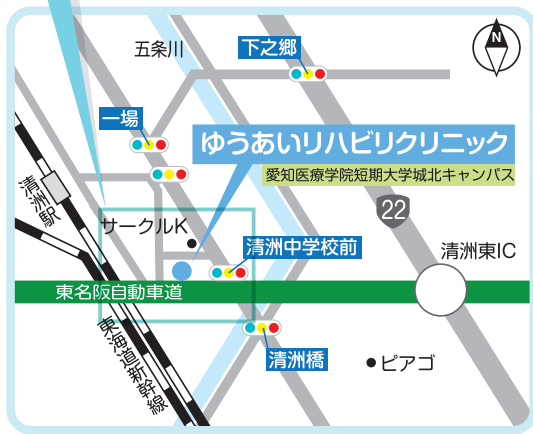 五条川
下之郷
N
一場
ゆうあいリハビリクリニック
愛知医療学院短期大学城北キャンパス
清洲駅
サークルK
22
清洲中学校前
清洲東IC
東名阪自動車道
東海道新幹線
清洲橋
ピアゴ